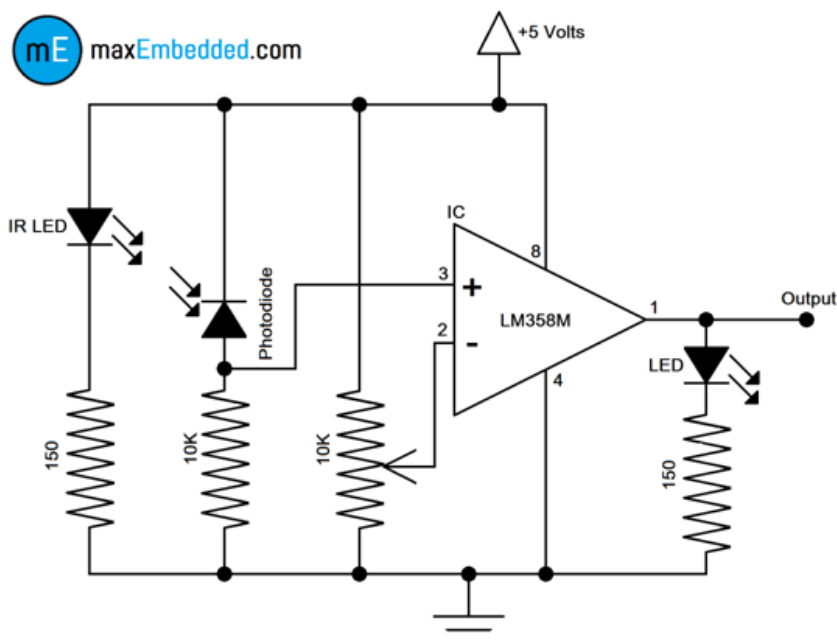 mE maxEmbedded.com
+5 Volts
IR LED
Photodiode
IC
3
+
2
-
LM358M
8
4
1
Output
LED
150
10K
10K
150